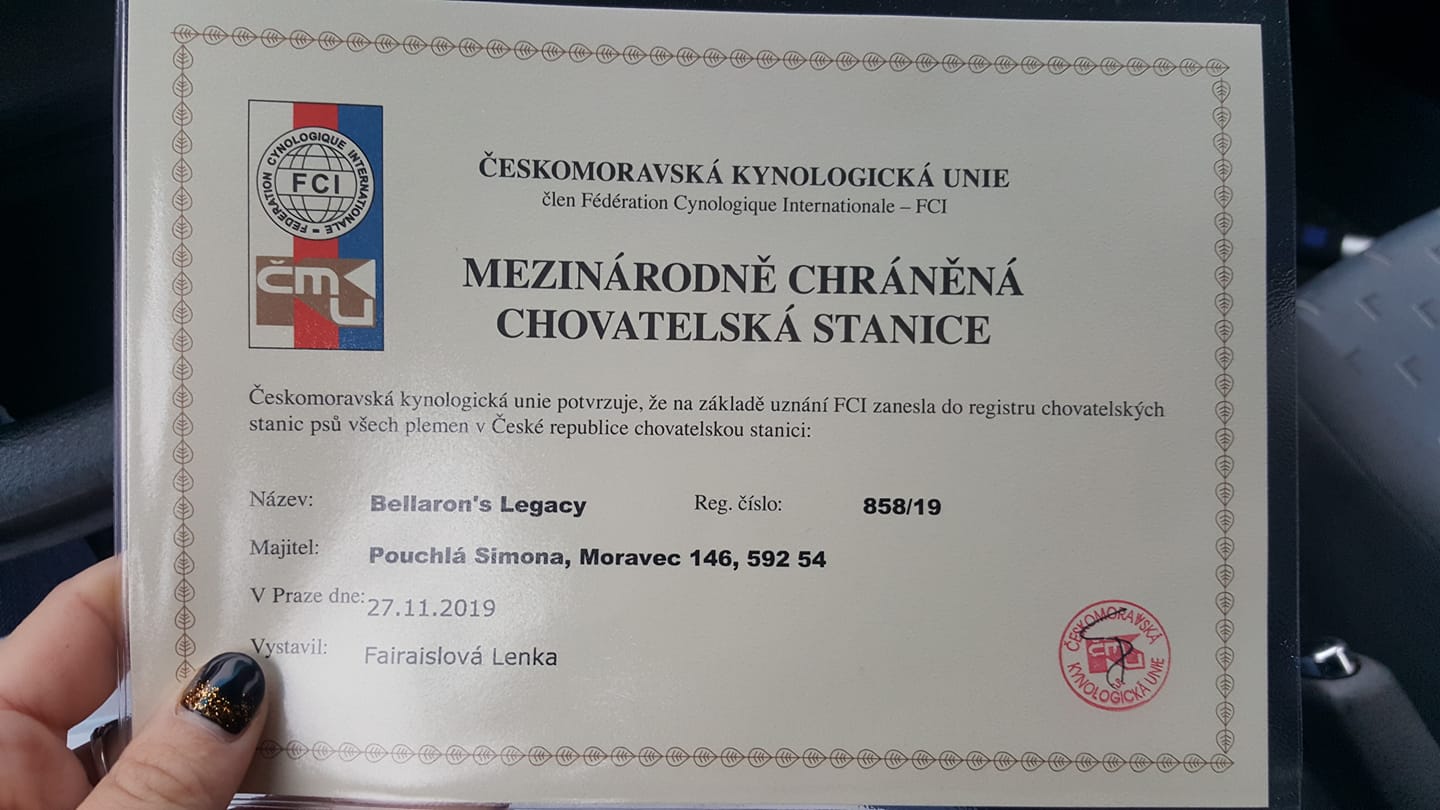 FEDERATION CYNOLOGIQUE INTERNATIONALE –
FCI
ČMKU
ČESKOMORAVSKÁ KYNOLOGICKÁ UNIE
člen Fédération Cynologique Internationale – FCI
MEZINÁRODNĚ CHRÁNĚNÁ
CHOVATELSKÁ STANICE
Českomoravská kynologická unie potvrzuje, že na základě uznání FCI zanesla do registru chovatelských
stanic psů všech plemen v České republice chovatelskou stanici:
Název: Bellaron's Legacy Reg. číslo: 858/19
Majitel: Pouchlá Simona, Moravec 146, 592 54
V Praze dne: 27.11.2019
Vystavil: Fairaislová Lenka
ČESKOMORAVSKÁ
KYNOLOGICKÁ UNIE